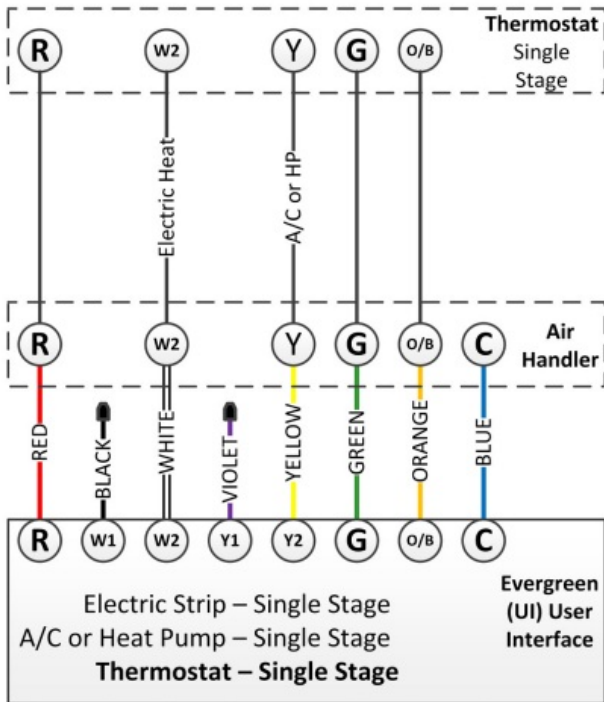 Thermostat
Single
Stage
R W2 Y G O/B
Electric Heat
A/C or HP
R W2 Y G O/B C
Air
Handler
RED
BLACK
WHITE
VIOLET
YELLOW
GREEN
ORANGE
BLUE
R W1 W2 Y1 Y2 G O/B C
Electric Strip – Single Stage
A/C or Heat Pump – Single Stage
Thermostat – Single Stage
Evergreen
(UI) User
Interface